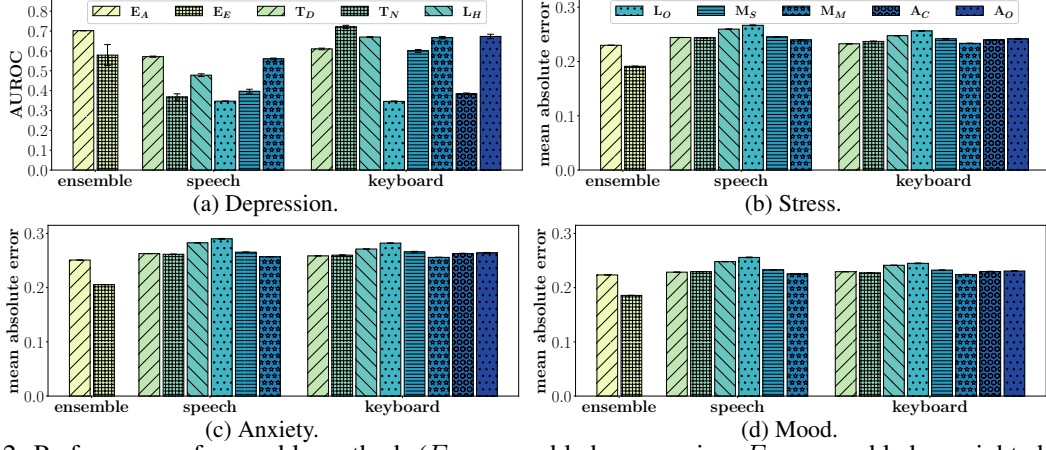 E_A E_E T_D T_N L_H
L_O M_S M_M A_C A_O
AUROC
0.8
0.7
0.6
0.5
0.4
0.3
0.2
0.1
0.0
ensemble speech keyboard
(a) Depression.
mean absolute error
0.3
0.2
0.1
0.0
ensemble speech keyboard
(b) Stress.
mean absolute error
0.3
0.2
0.1
0.0
ensemble speech keyboard
(c) Anxiety.
mean absolute error
0.3
0.2
0.1
0.0
ensemble speech keyboard
(d) Mood.